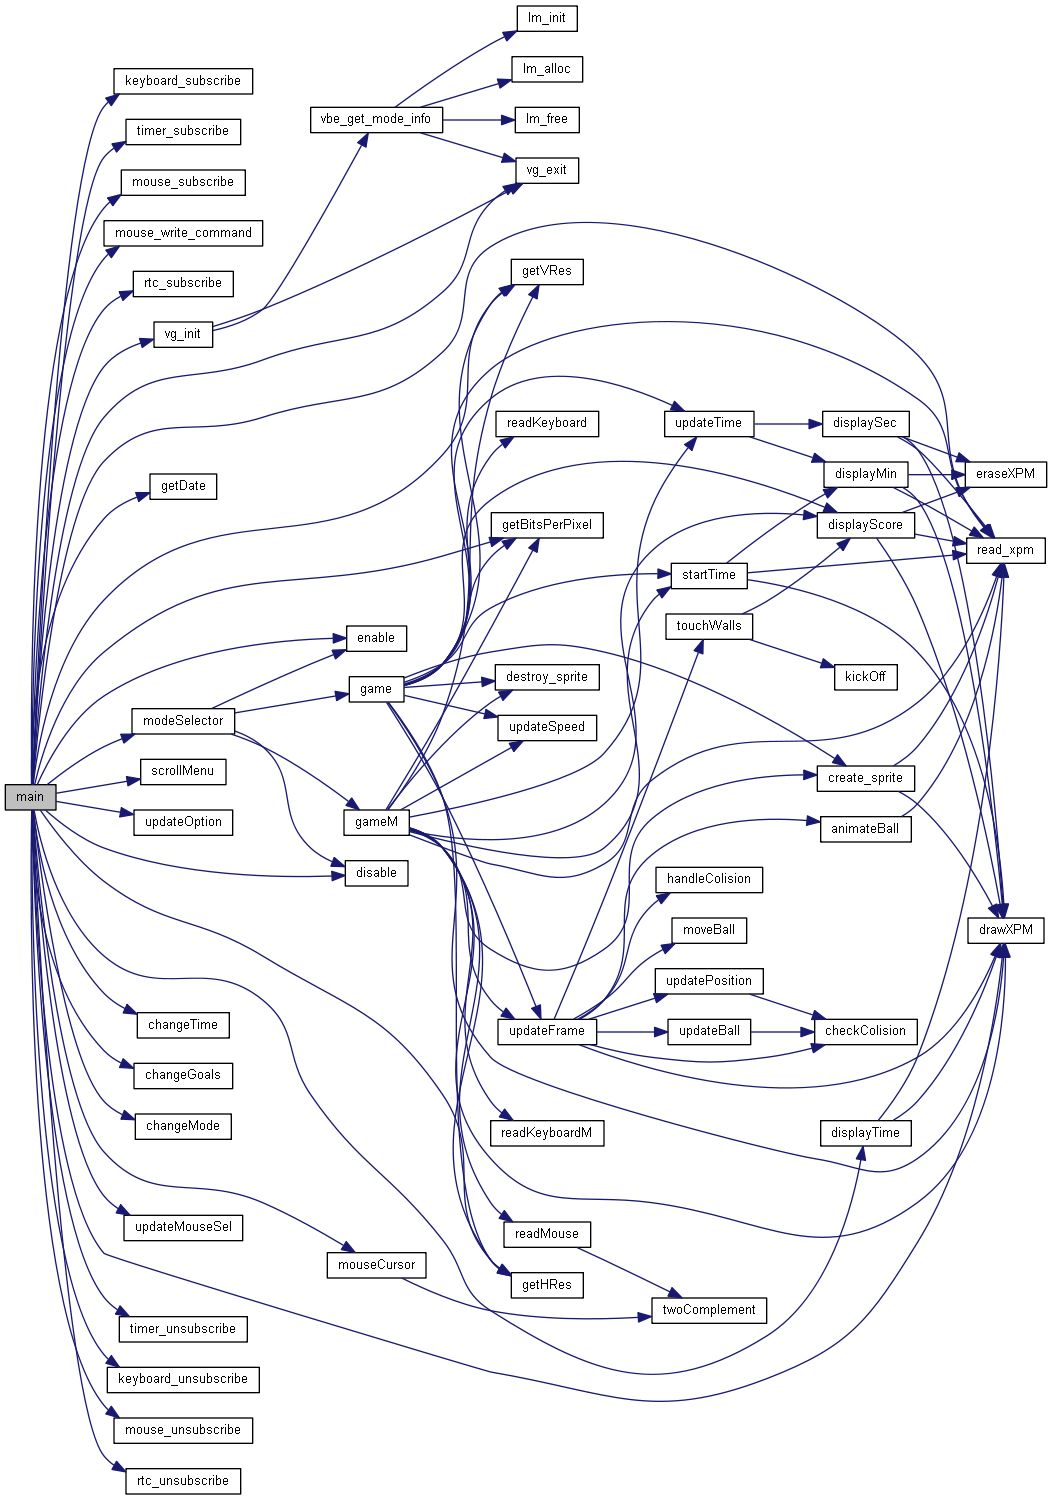 lm_init
lm_alloc
keyboard_subscribe
vbe_get_mode_info
lm_free
timer_subscribe
vg_exit
mouse_subscribe
mouse_write_command
getVRes
rtc_subscribe
vg_init
readKeyboard
updateTime
displaySec
displayMin
eraseXPM
getDate
getBitsPerPixel
displayScore
read_xpm
startTime
touchWalls
enable
kickOff
destroy_sprite
game
modeSelector
updateSpeed
scrollMenu
create_sprite
main
updateOption
gameM
animateBall
disable
handleColision
moveBall
drawXPM
updatePosition
changeTime
updateFrame
updateBall
checkColision
changeGoals
changeMode
readKeyboardM
displayTime
updateMouseSel
readMouse
mouseCursor
getHRes
twoComplement
timer_unsubscribe
keyboard_unsubscribe
mouse_unsubscribe
rtc_unsubscribe